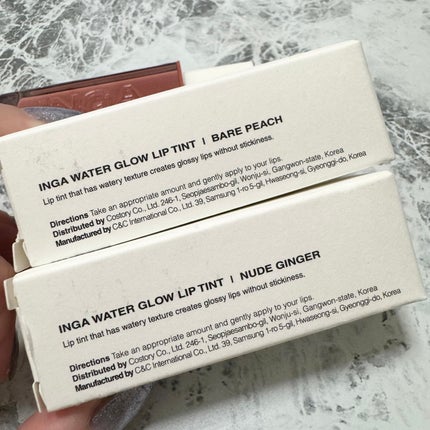 INGA
INGA WATER GLOW LIP TINT | BARE PEACH
Lip tint that has watery texture creates glossy lips without stickiness.
Directions Take an appropriate amount and gently apply to your lips.
Distributed by Costory Co., Ltd. 246-1, Seopjaesambo-gil, Wonju-si, Gangwon-state, Korea
Manufactured by C&C International Co., Ltd. 39, Samsung 1-ro 5-gil, Hwaseong-si, Gyeonggi-do, Korea
INGA WATER GLOW LIP TINT | NUDE GINGER
Lip tint that has watery texture creates glossy lips without stickiness.
Directions Take an appropriate amount and gently apply to your lips.
Distributed by Costory Co., Ltd. 246-1, Seopjaesambo-gil, Wonju-si, Gangwon-state, Korea
Manufactured by C&C International Co., Ltd. 39, Samsung 1-ro 5-gil, Hwaseong-si, Gyeonggi-do, Korea